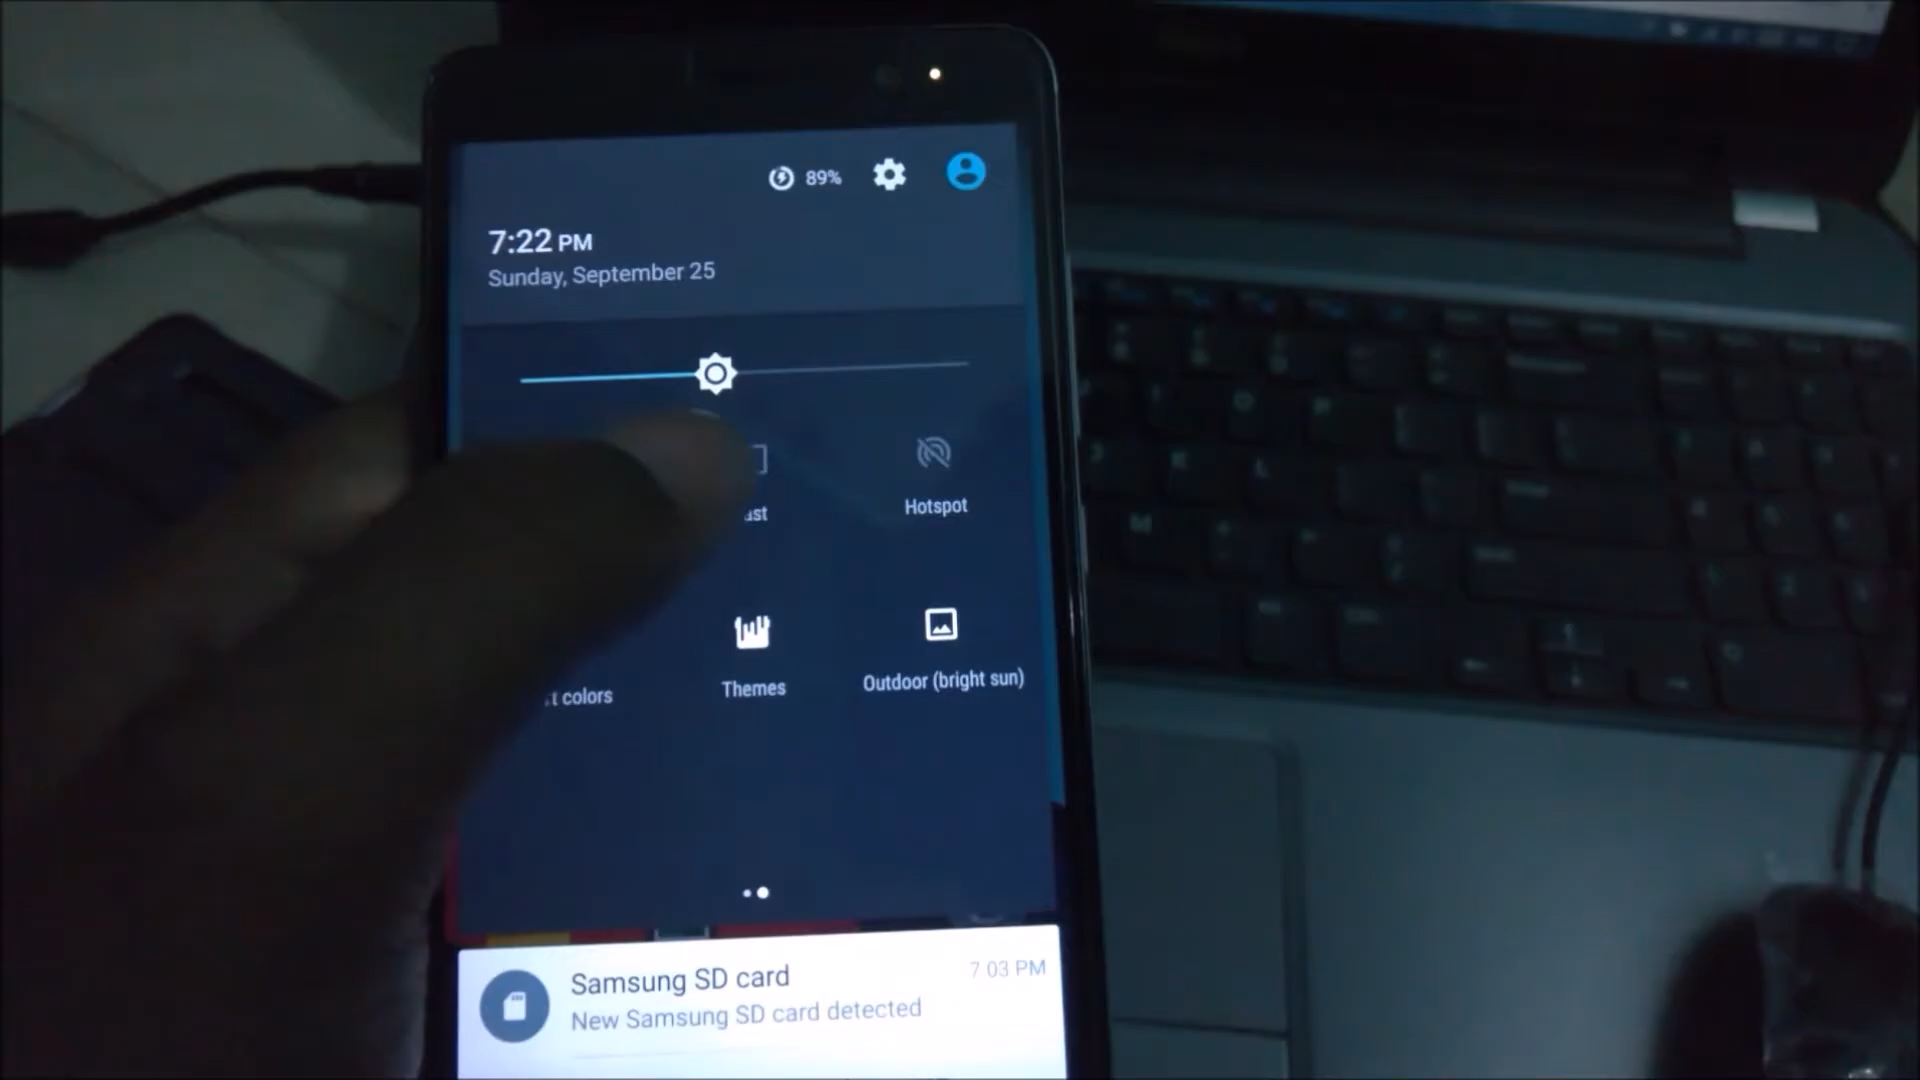 89%
7:22 PM
Sunday, September 25
ast
Hotspot
t colors
Themes
Outdoor (bright sun)
Samsung SD card
7 03 PM
New Samsung SD card detected